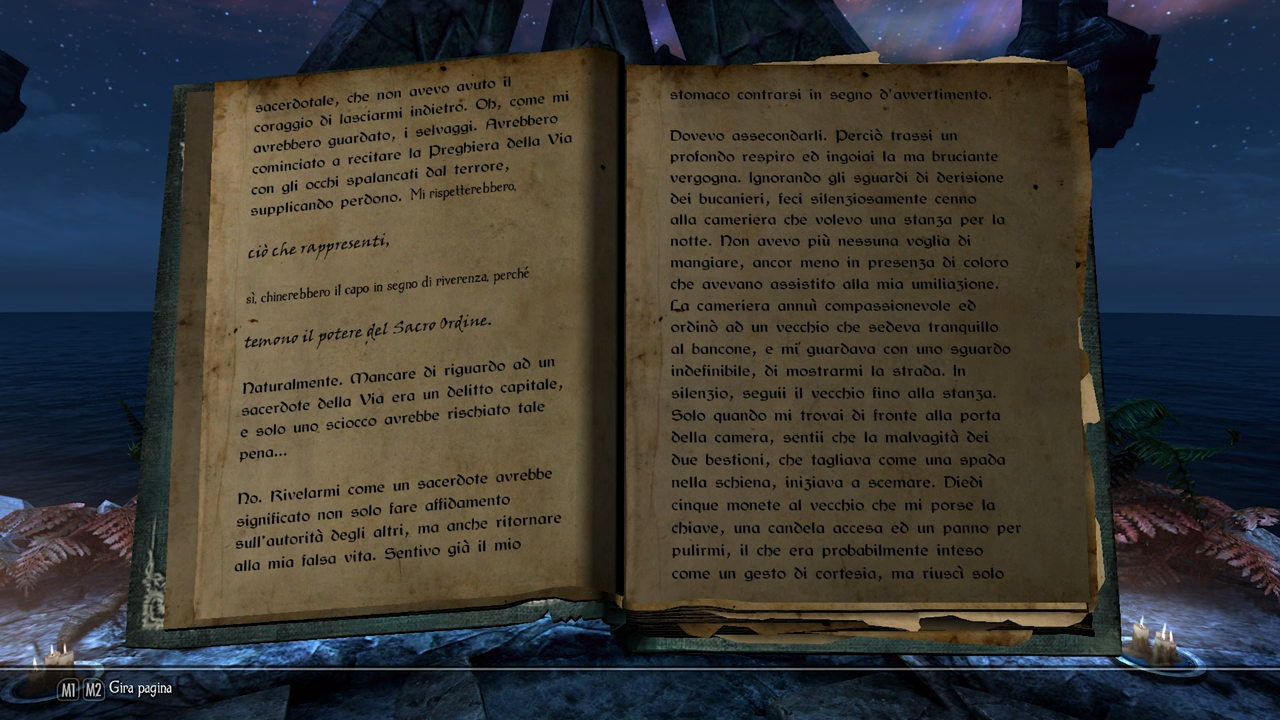 sacerdotale, che non avevo avuto il
coraggio di lasciarmi indietro. Oh, come mi
avrebbero guardato, i selvaggi. Avrebbero
cominciato a recitare la Preghiera della Via
con gli occhi spalancati dal terrore,
supplicando perdono. Mi rispetterebbero,
ciò che rappresenti,
sì, chinerebbero il capo in segno di riverenza, perché
temono il potere del Sacro Ordine.
Naturalmente. Mancare di riguardo ad un
sacerdote della Via era un delitto capitale,
e solo uno sciocco avrebbe rischiato tale
pena...
No. Rivelarmi come un sacerdote avrebbe
significato non solo fare affidamento
sull'autorità degli altri, ma anche ritornare
alla mia falsa vita. Sentivo già il mio
stomaco contrarsi in segno d'avvertimento.
Dovevo assecondarli. Perciò trassi un
profondo respiro ed ingoiai la ma bruciante
vergogna. Ignorando gli sguardi di derisione
dei bucanieri, feci silenziosamente cenno
alla cameriera che volevo una stanza per la
notte. Non avevo più nessuna voglia di
mangiare, ancor meno in presenza di coloro
che avevano assistito alla mia umiliazione.
La cameriera annuì compassionevole ed
ordinò ad un vecchio che sedeva tranquillo
al bancone, e mi guardava con uno sguardo
indefinibile, di mostrarmi la strada. In
silenzio, seguii il vecchio fino alla stanza.
Solo quando mi trovai di fronte alla porta
della camera, sentii che la malvagità dei
due bestioni, che tagliava come una spada
nella schiena, iniziava a scemare. Diedi
cinque monete al vecchio che mi porse la
chiave, una candela accesa ed un panno per
pulirmi, il che era probabilmente inteso
come un gesto di cortesia, ma riuscì solo
M1 M2 Gira pagina